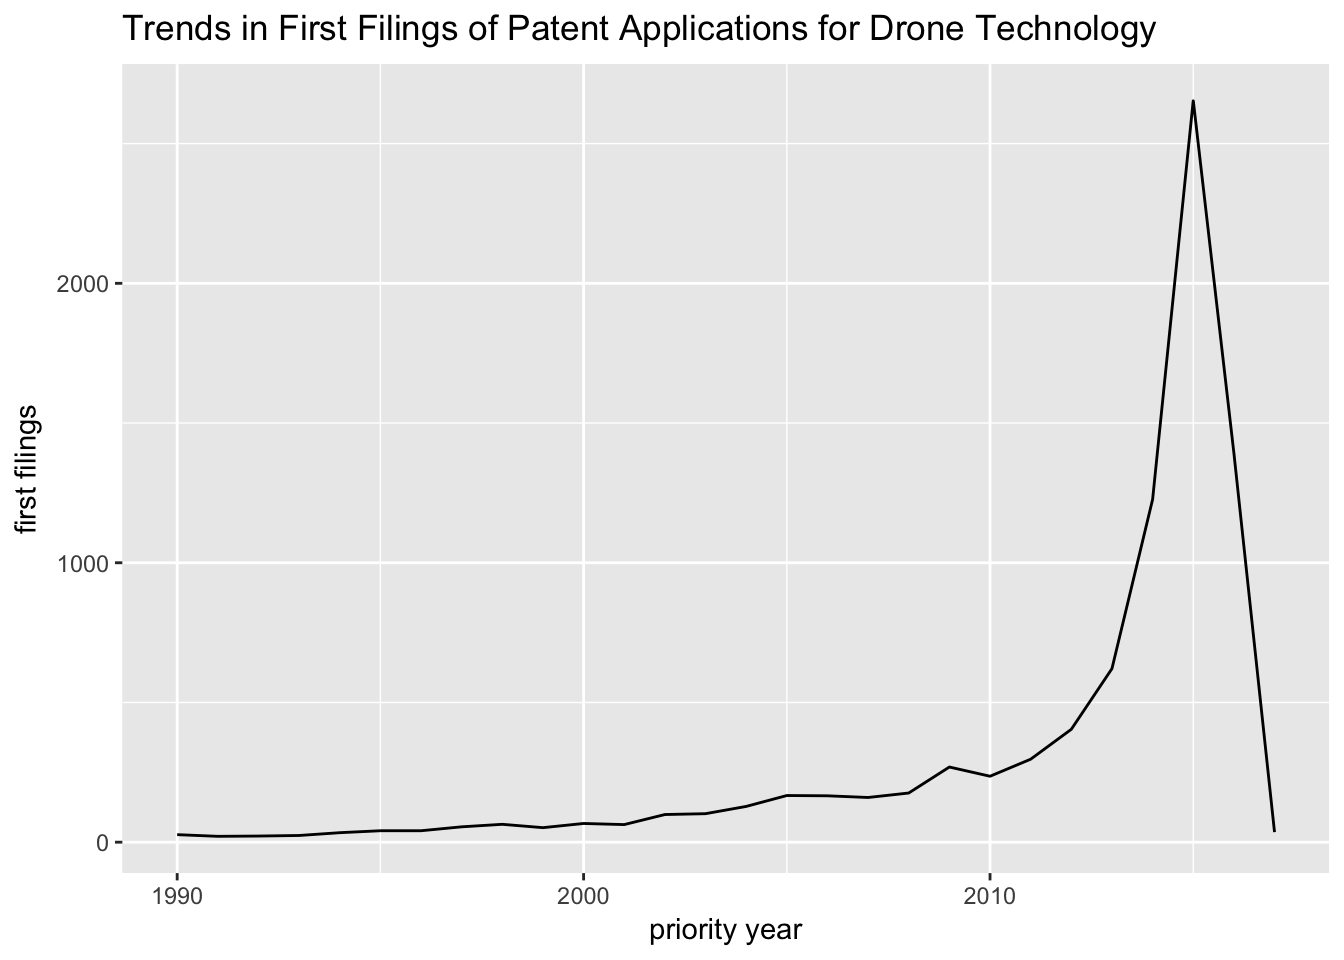 Trends in First Filings of Patent Applications for Drone Technology
first filings
2000
1000
0
1990 2000 2010
priority year